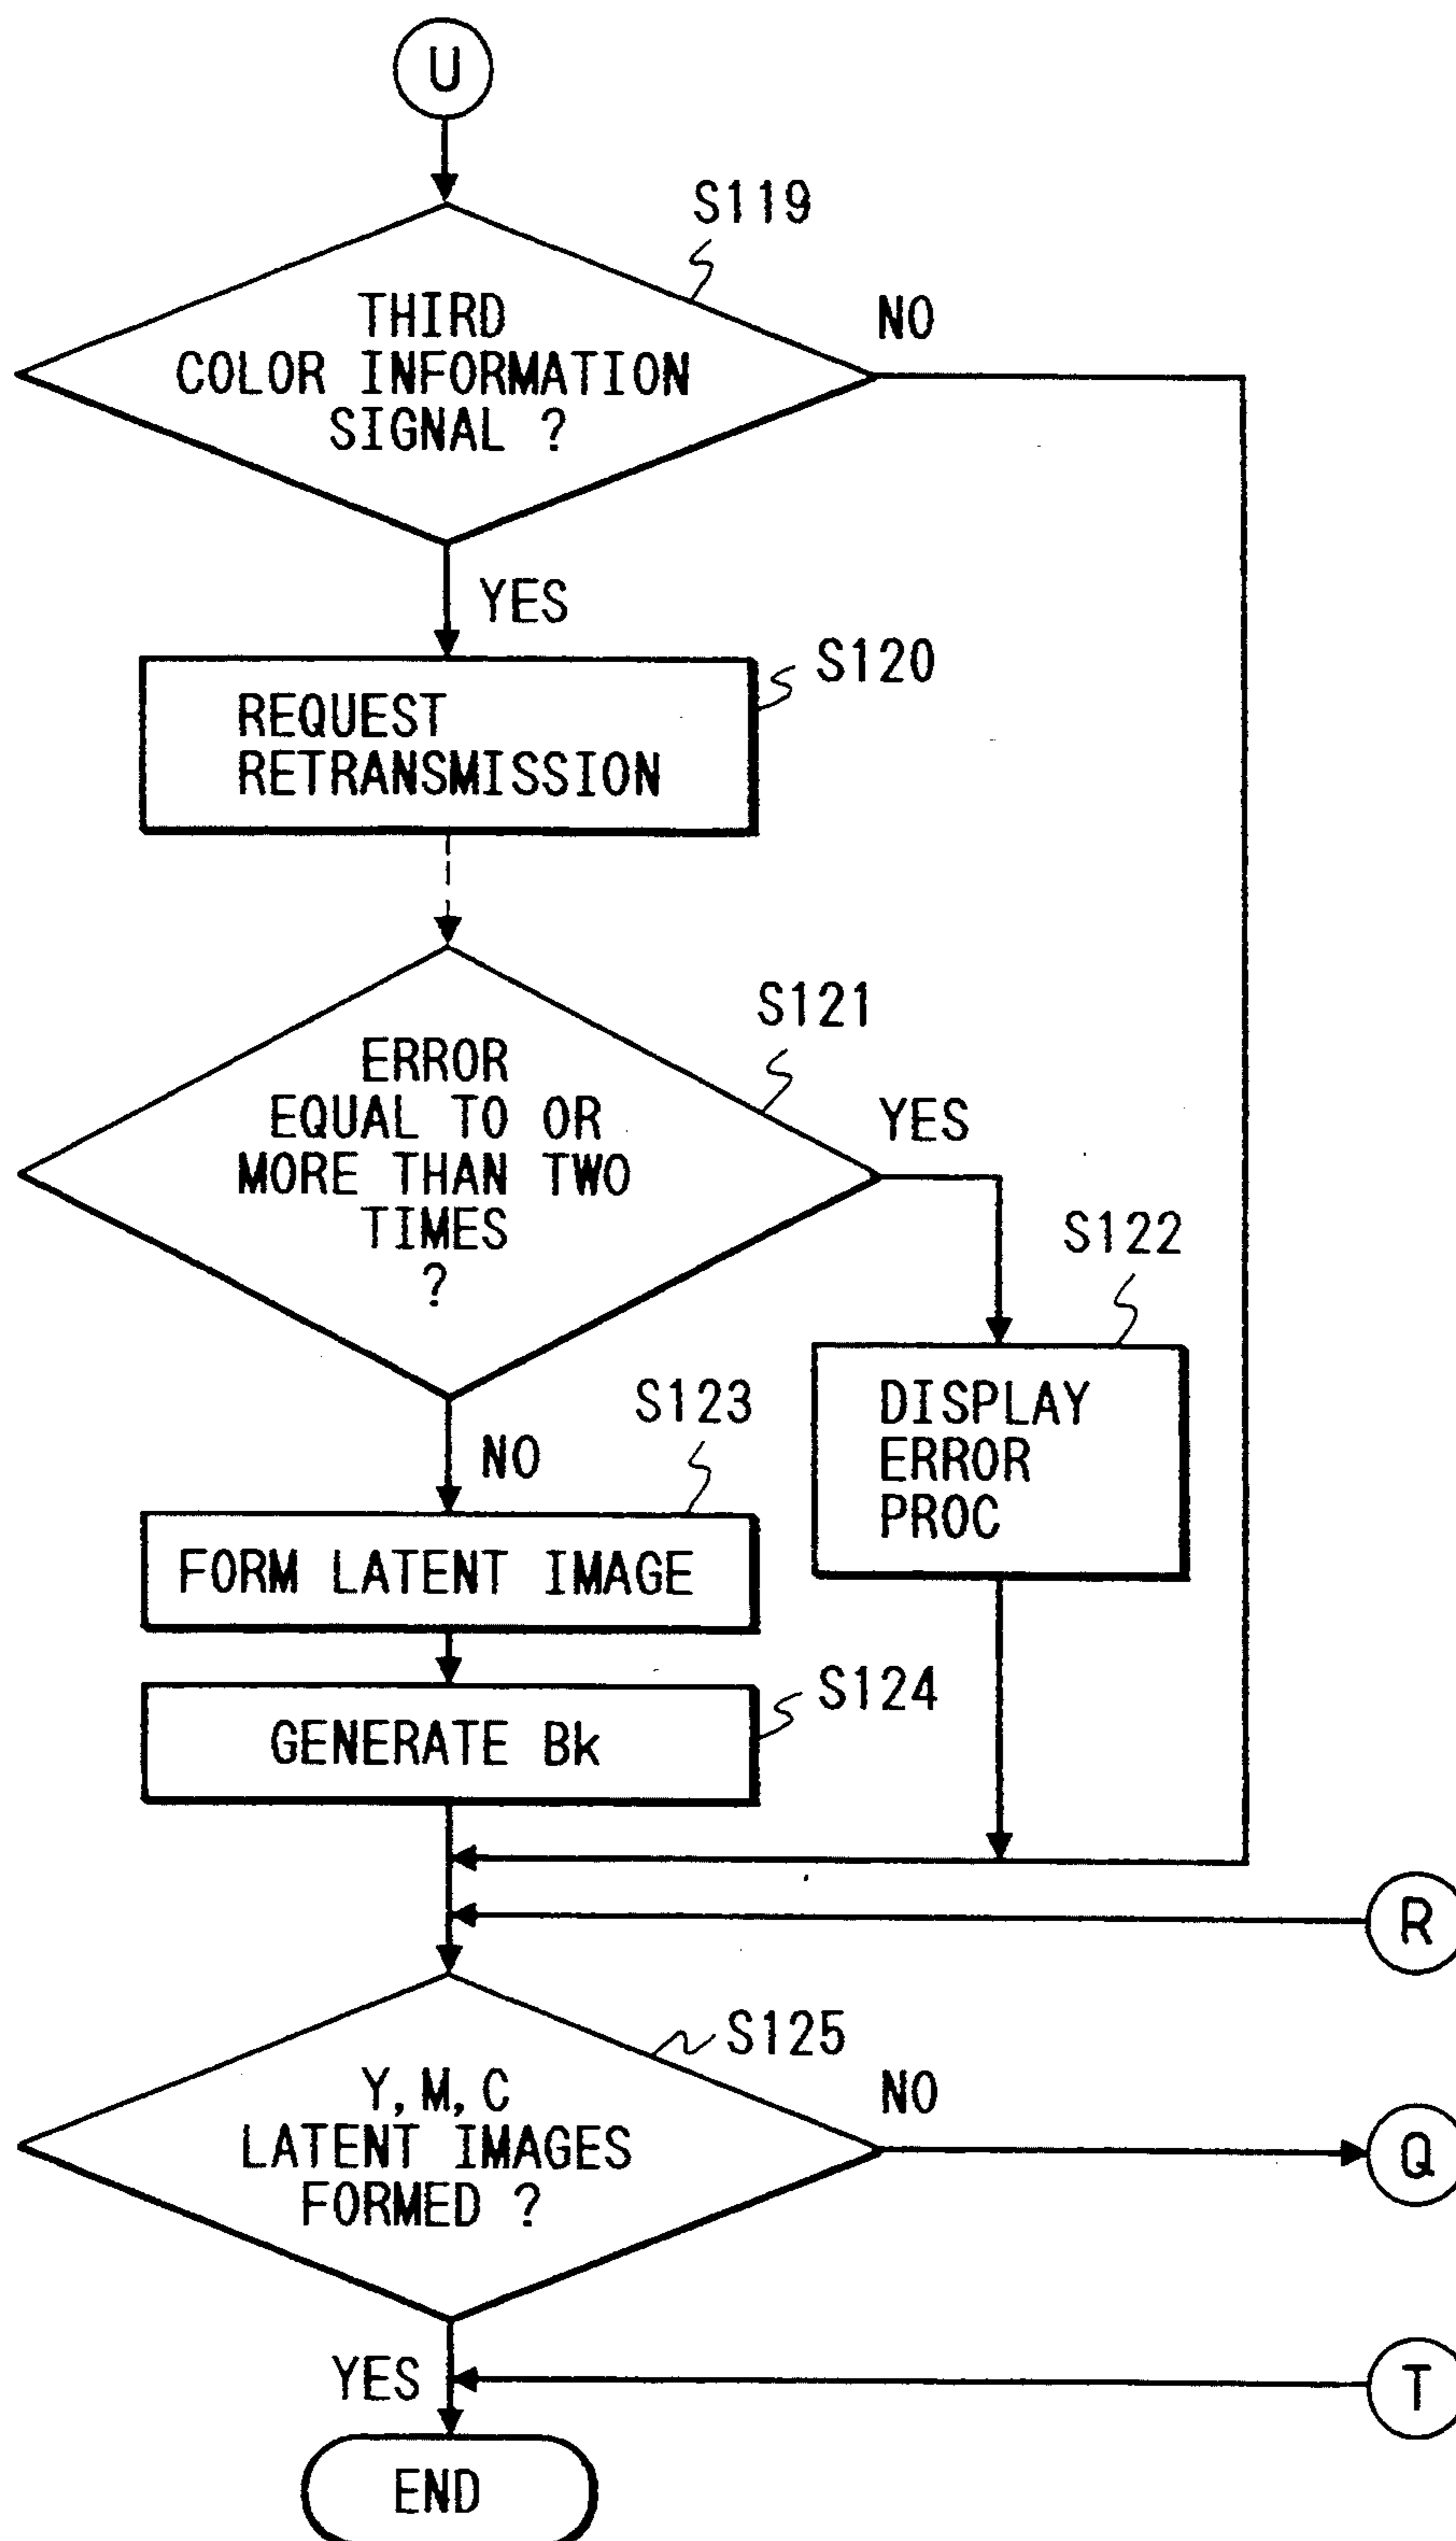 U
S119
THIRD
COLOR INFORMATION
SIGNAL ?
NO
YES
S120
REQUEST
RETRANSMISSION
S121
ERROR
EQUAL TO OR
MORE THAN TWO
TIMES
?
YES
S122
DISPLAY
ERROR
PROC
NO
S123
FORM LATENT IMAGE
S124
GENERATE Bk
R
S125
Y, M, C
LATENT IMAGES
FORMED ?
NO
Q
YES
T
END